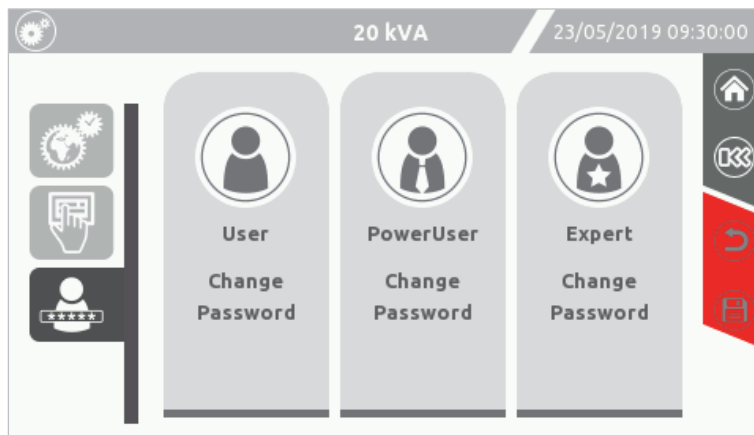 20 kVA
23/05/2019 09:30:00
User
Change
Password
PowerUser
Change
Password
Expert
Change
Password
*****